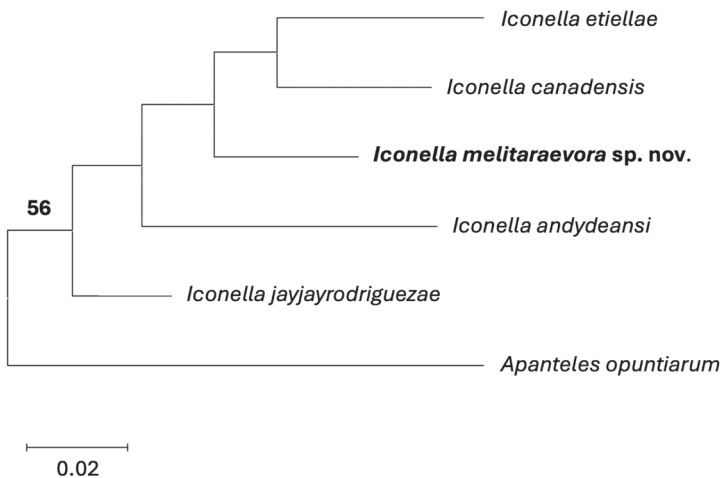 Iconella etiellae
Iconella canadensis
Iconella melitaraevora sp. nov.
56
Iconella andydeansi
Iconella jayjayrodriguezae
Apanteles opuntiarum
0.02